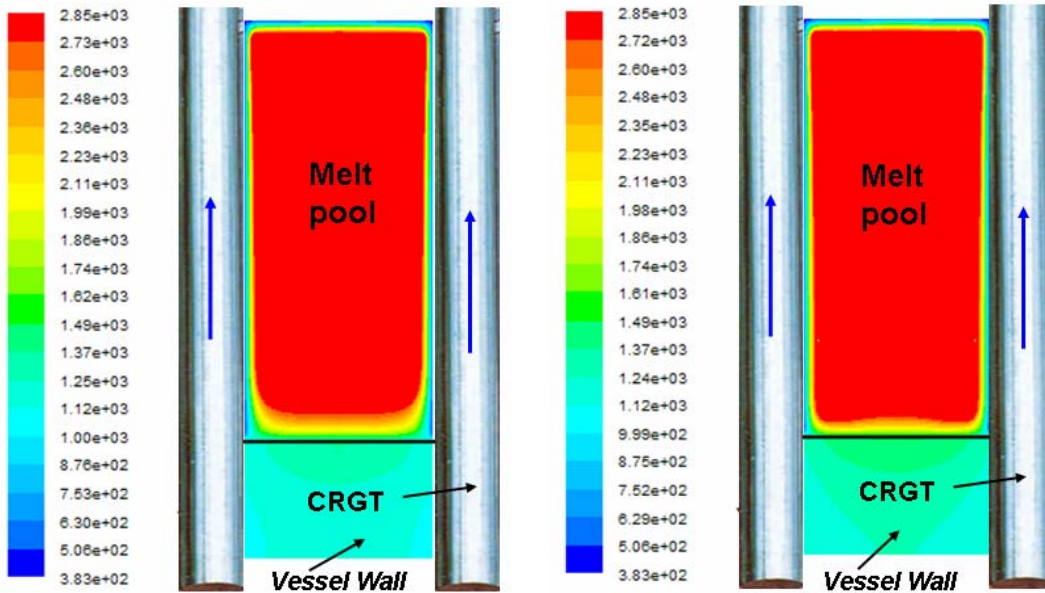 2.85e+03
2.73e+03
2.60e+03
2.48e+03
2.36e+03
2.23e+03
2.11e+03
1.99e+03
1.86e+03
1.74e+03
1.62e+03
1.49e+03
1.37e+03
1.25e+03
1.12e+03
1.00e+03
8.76e+02
7.53e+02
6.30e+02
5.06e+02
3.83e+02
Melt
pool
CRGT
Vessel Wall
2.85e+03
2.72e+03
2.60e+03
2.48e+03
2.35e+03
2.23e+03
2.11e+03
1.98e+03
1.86e+03
1.74e+03
1.61e+03
1.49e+03
1.37e+03
1.24e+03
1.12e+03
9.99e+02
8.75e+02
7.52e+02
6.29e+02
5.06e+02
3.83e+02
Melt
pool
CRGT
Vessel Wall